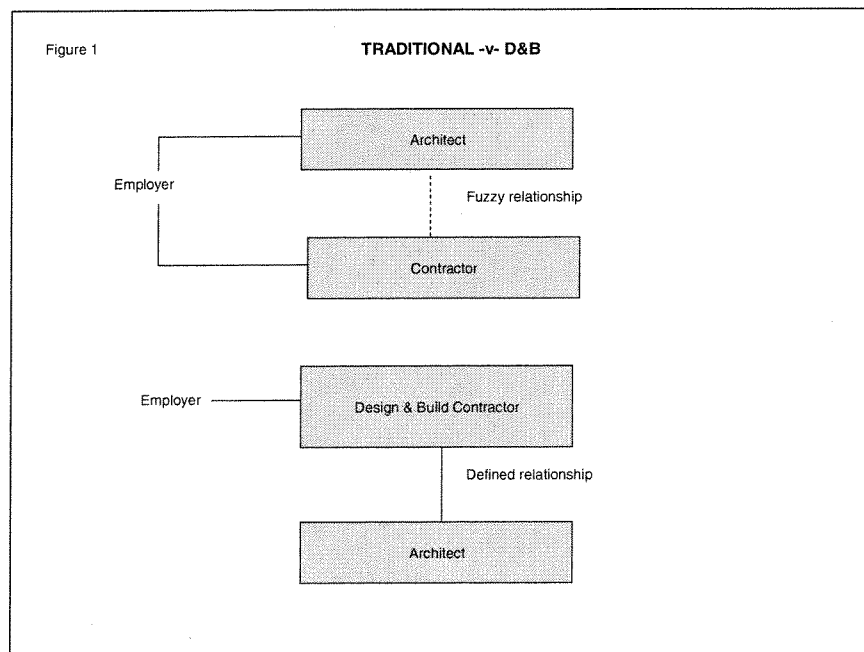 Figure 1
TRADITIONAL -v- D&B
Architect
Employer
Fuzzy relationship
Contractor
Employer
Design & Build Contractor
Defined relationship
Architect